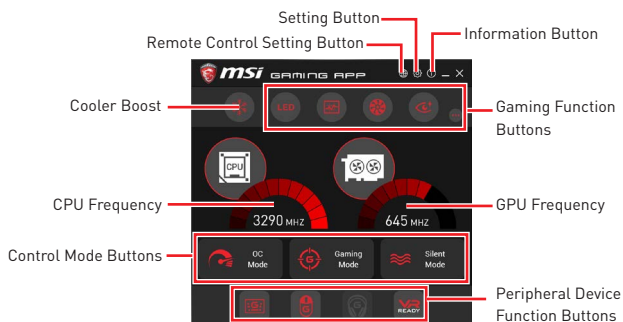 Setting Button
Information Button
Remote Control Setting Button
msi GAMING APP
Cooler Boost
LED
Gaming Function
Buttons
CPU
CPU Frequency
3290 MHZ
645 MHZ
GPU Frequency
Control Mode Buttons
OC
Mode
G
Gaming
Mode
Silent
Mode
VR
READY
Peripheral Device
Function Buttons